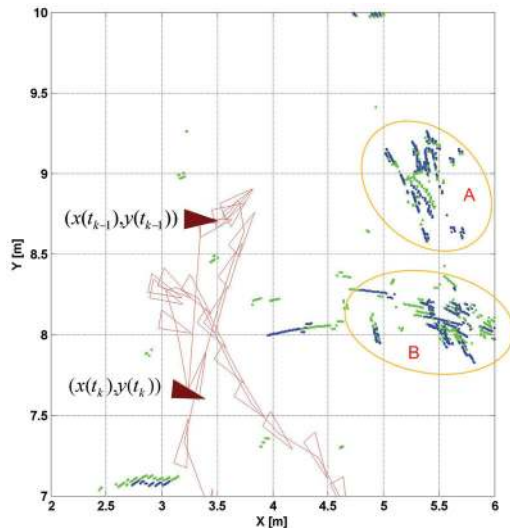 10
9.5
A
9
(x(t_{k-1}),y(t_{k-1}))
8.5
Y [m]
8
B
(x(t_k),y(t_k))
7.5
7
2 2.5 3 3.5 4 4.5 5 5.5 6
X [m]